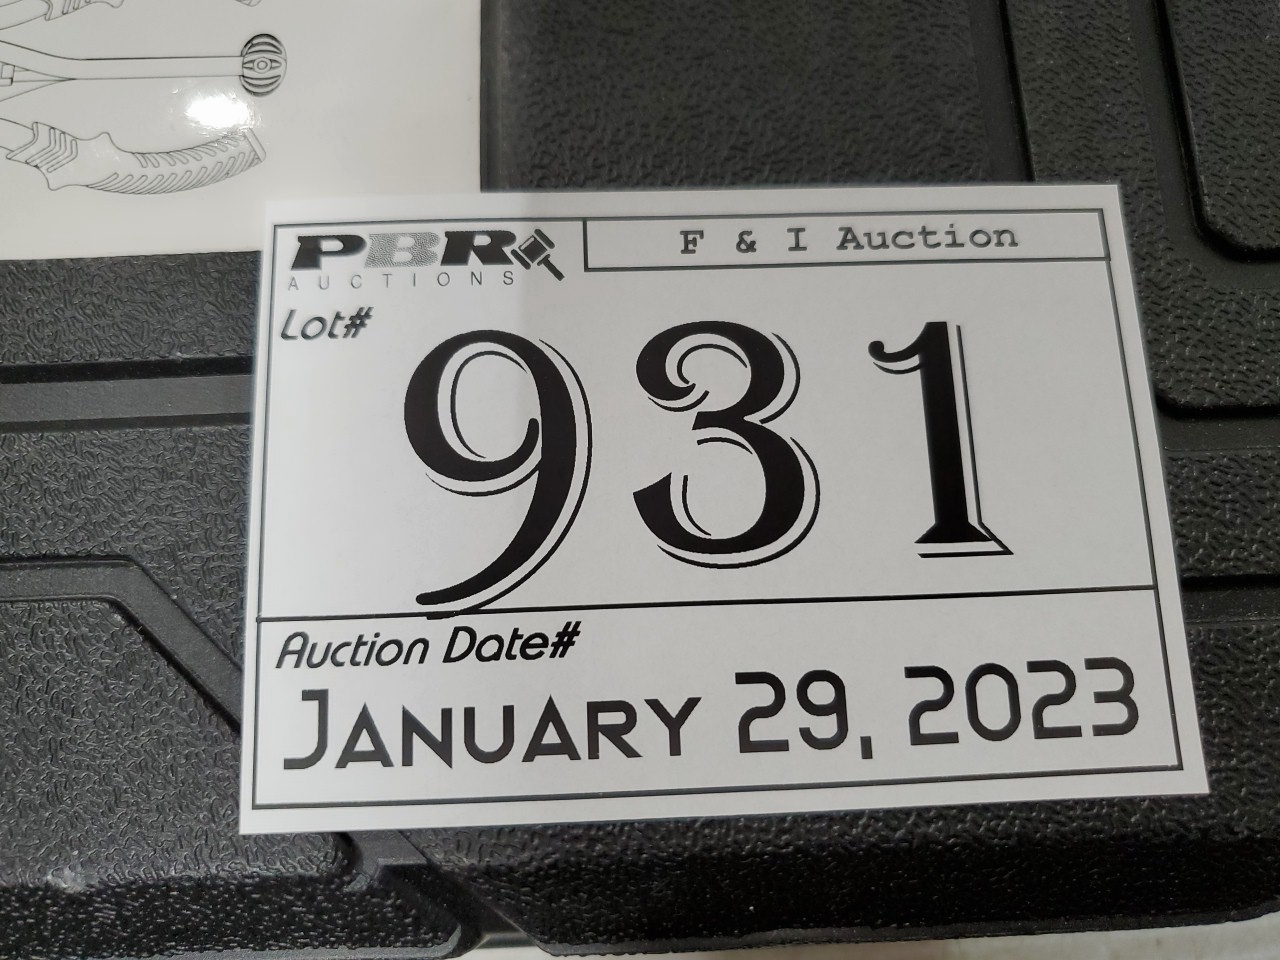 PBR
AUCTIONS
F & I Auction
Lot#
931
Auction Date#
January 29, 2023